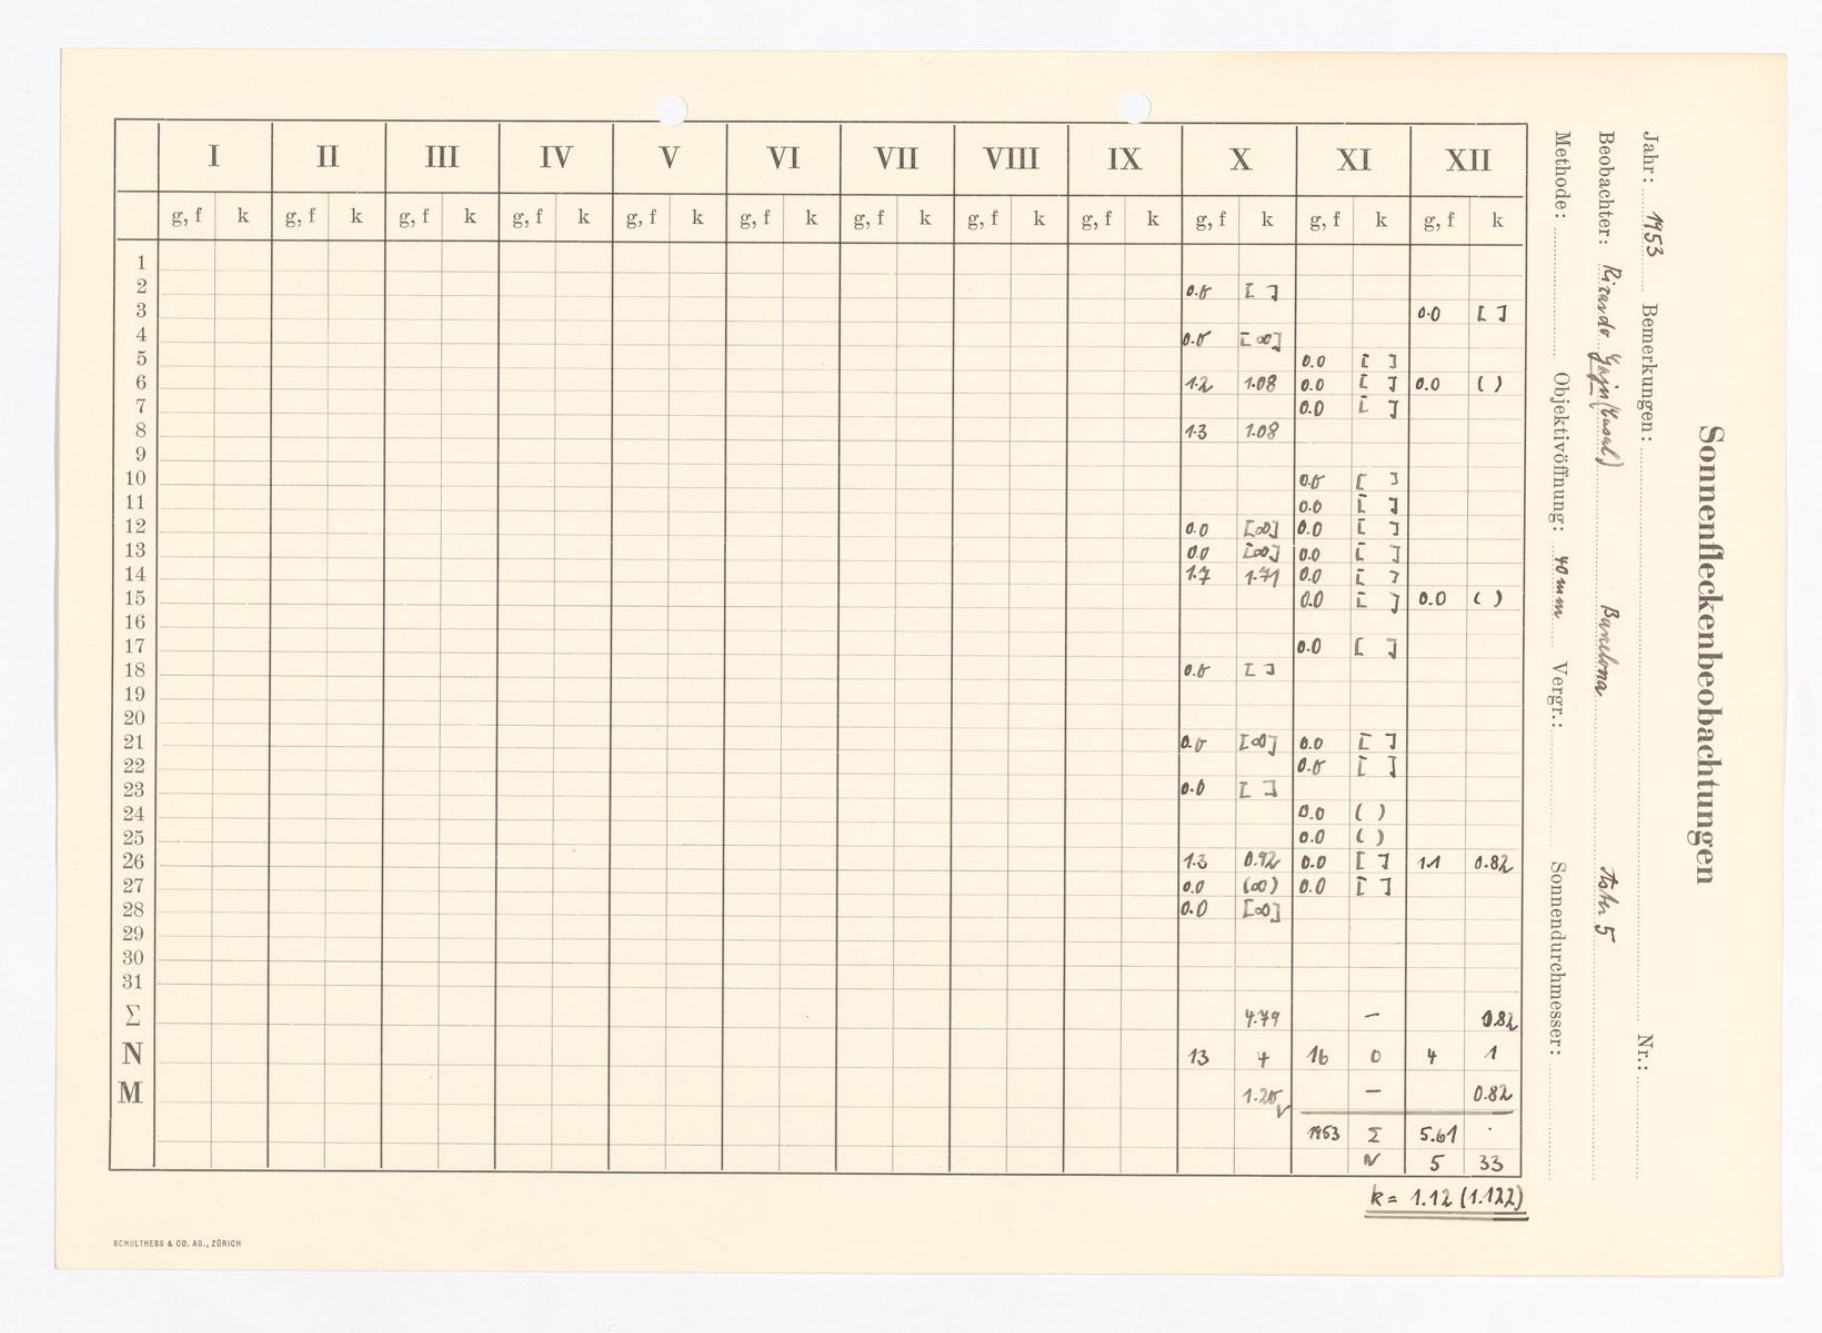 Sonnenfleckenbeobachtungen
Jahr: 1953 Bemerkungen: Nr.:
Beobachter: Ricardo Barcelona Aster 5
Methode: Objektivöffnung: 40 mm Vergr.: Sonnendurchmesser:
I II III IV V VI VII VIII IX X XI XII
g, f k g, f k g, f k g, f k g, f k g, f k g, f k g, f k g, f k g, f k g, f k g, f k
1
2 0.0 [ ]
3 0.0 [ ]
4 0.0 [∞]
5 0.0 [ ]
6 1.2 1.08 0.0 [ ] 0.0 ( )
7 0.0 [ ]
8 1.3 1.08
9
10 0.0 [ ]
11 0.0 [ ]
12 0.0 [∞] 0.0 [ ]
13 0.0 [∞] 0.0 [ ]
14 1.7 1.71 0.0 [ ]
15 0.0 [ ] 0.0 ( )
16
17 0.0 [ ]
18 0.0 [ ]
19
20
21 0.0 [∞] 0.0 [ ]
22 0.0 [ ]
23 0.0 [ ]
24 0.0 ( )
25 0.0 ( )
26 1.3 0.92 0.0 [ ] 1.1 0.82
27 0.0 (∞) 0.0 [ ]
28 0.0 [∞]
29
30
31
Σ 4.79 — 0.82
N 13 4 16 0 4 1
M 1.20 — 0.82
1953 Σ 5.61 .
N 5 33
k = 1.12 (1.122)
SCHULTHESS & CO. AG., ZÜRICH